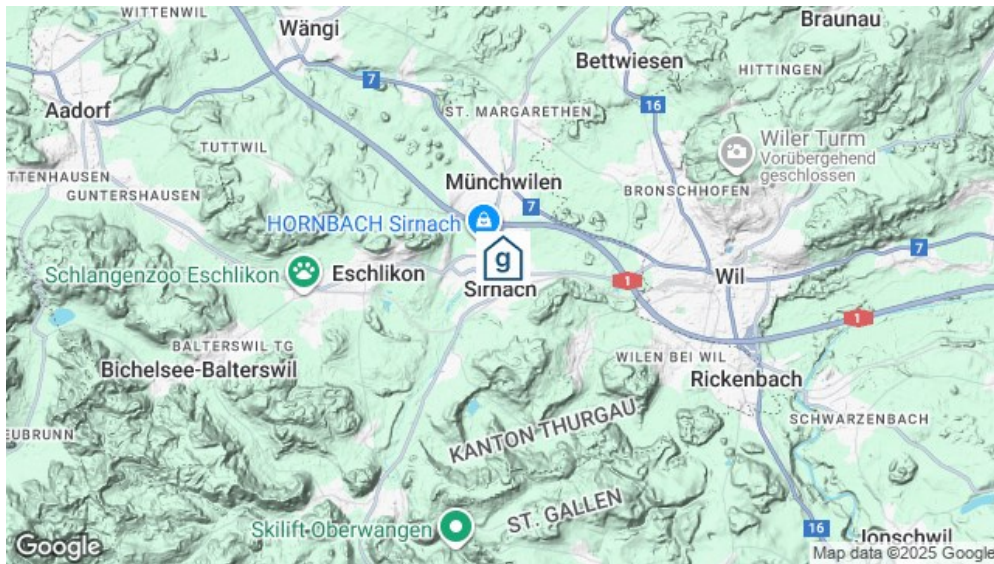 WITTENWIL
Wängi
Braunau
Bettwiesen
HITTINGEN
7
16
Aadorf
ST. MARGARETHEN
TUTTWIL
Wiler Turm
Vorübergehend
geschlossen
TTENHAUSEN
GUNTERSHAUSEN
Münchwilen
BRONSCHHOFEN
7
HORNBACH Sirnach
7
g
Schlangenzoo Eschlikon
Eschlikon
Sirnach
1
Wil
1
BALTERSWIL TG
Bichelsee-Balterswil
WILEN BEI WIL
Rickenbach
SCHWARZENBACH
EUBRUNN
KANTON THURGAU
ST. GALLEN
Skilift Oberwangen
16
Jonschwil
Google
Map data ©2025 Google